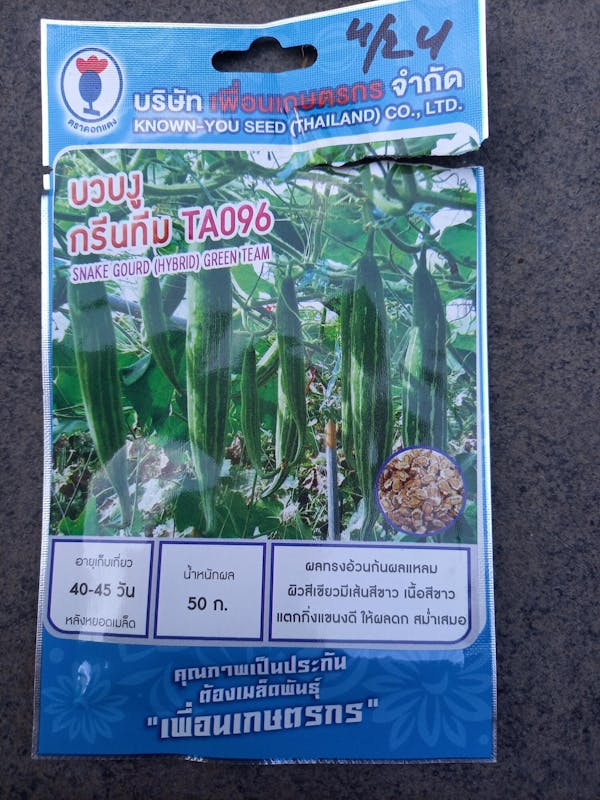 4/24
ตราดอกแดง
บริษัท เพื่อนเกษตรกร จำกัด
KNOWN-YOU SEED (THAILAND) CO., LTD.
บวบงู
กรีนทีม TA096
SNAKE GOURD (HYBRID) GREEN TEAM
อายุเก็บเกี่ยว
40-45 วัน
หลังหยอดเมล็ด
น้ำหนักผล
50 ก.
ผลทรงอ้วนก้นผลแหลม
ผิวสีเขียวมีเส้นสีขาว เนื้อสีขาว
แตกกิ่งแขนงดี ให้ผลดก สม่ำเสมอ
คุณภาพเป็นประกัน
ต้องเมล็ดพันธุ์
"เพื่อนเกษตรกร"